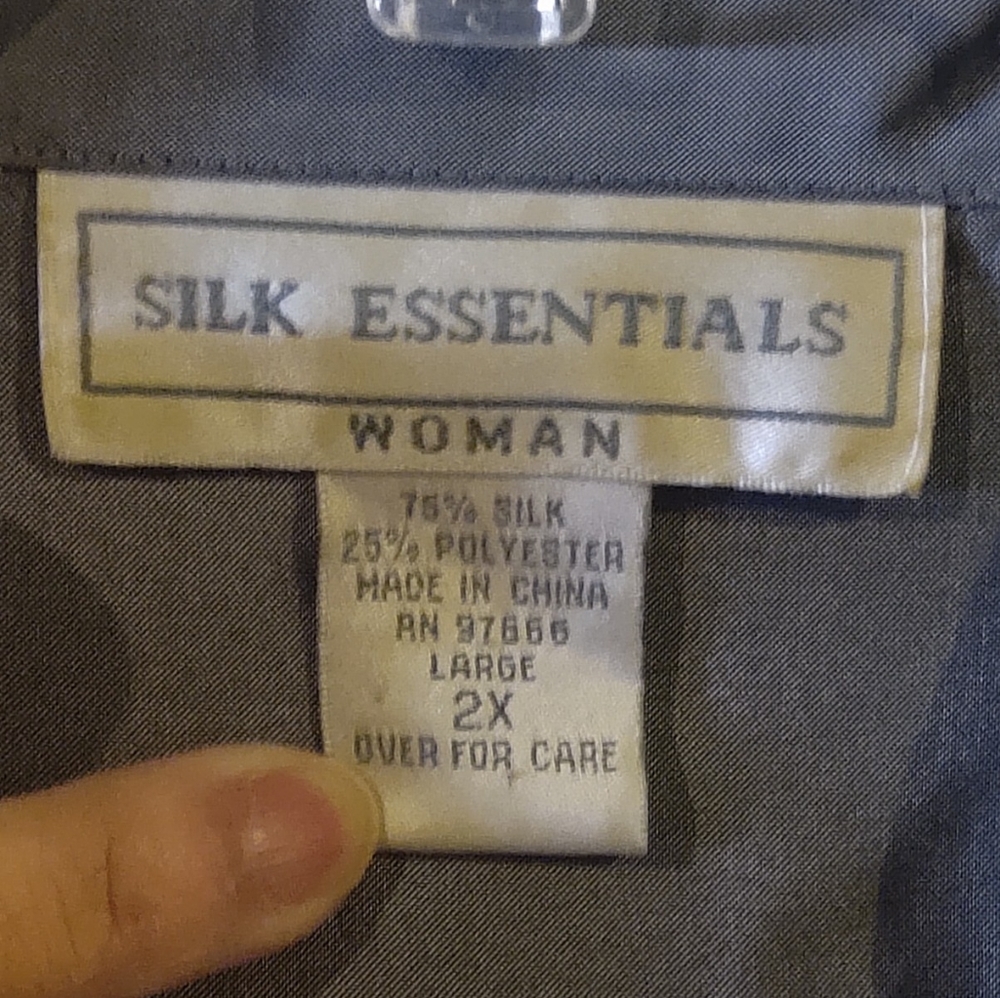 SILK ESSENTIALS
WOMAN
75% SILK
25% POLYESTER
MADE IN CHINA
RN 97666
LARGE
2X
OVER FOR CARE